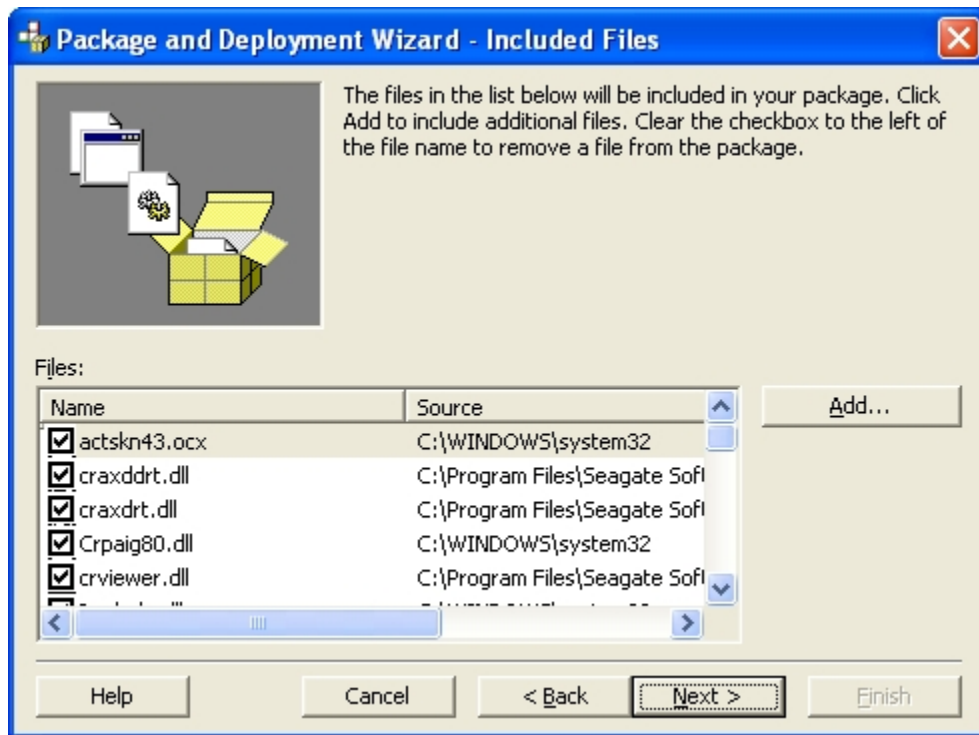 Package and Deployment Wizard - Included Files
The files in the list below will be included in your package. Click
Add to include additional files. Clear the checkbox to the left of
the file name to remove a file from the package.
Files:
Name Source
actskn43.ocx C:\WINDOWS\system32
craxddrt.dll C:\Program Files\Seagate Soft
craxdrt.dll C:\Program Files\Seagate Soft
Crpaig80.dll C:\WINDOWS\system32
crviewer.dll C:\Program Files\Seagate Soft
Add...
Help Cancel < Back Next > Finish